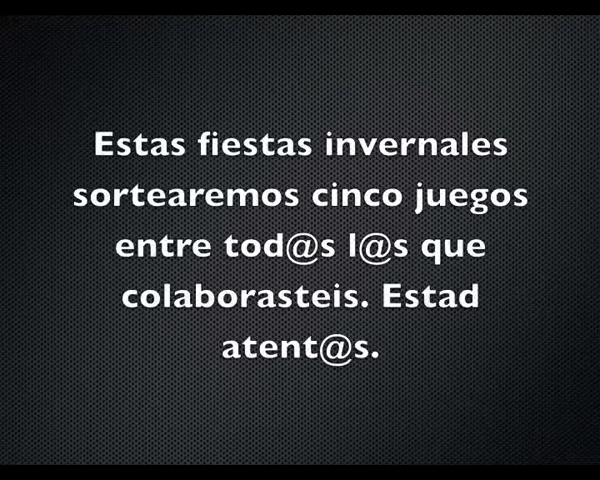 Estas fiestas invernales
sortearemos cinco juegos
entre tod@s l@s que
colaborasteis. Estad
atent@s.